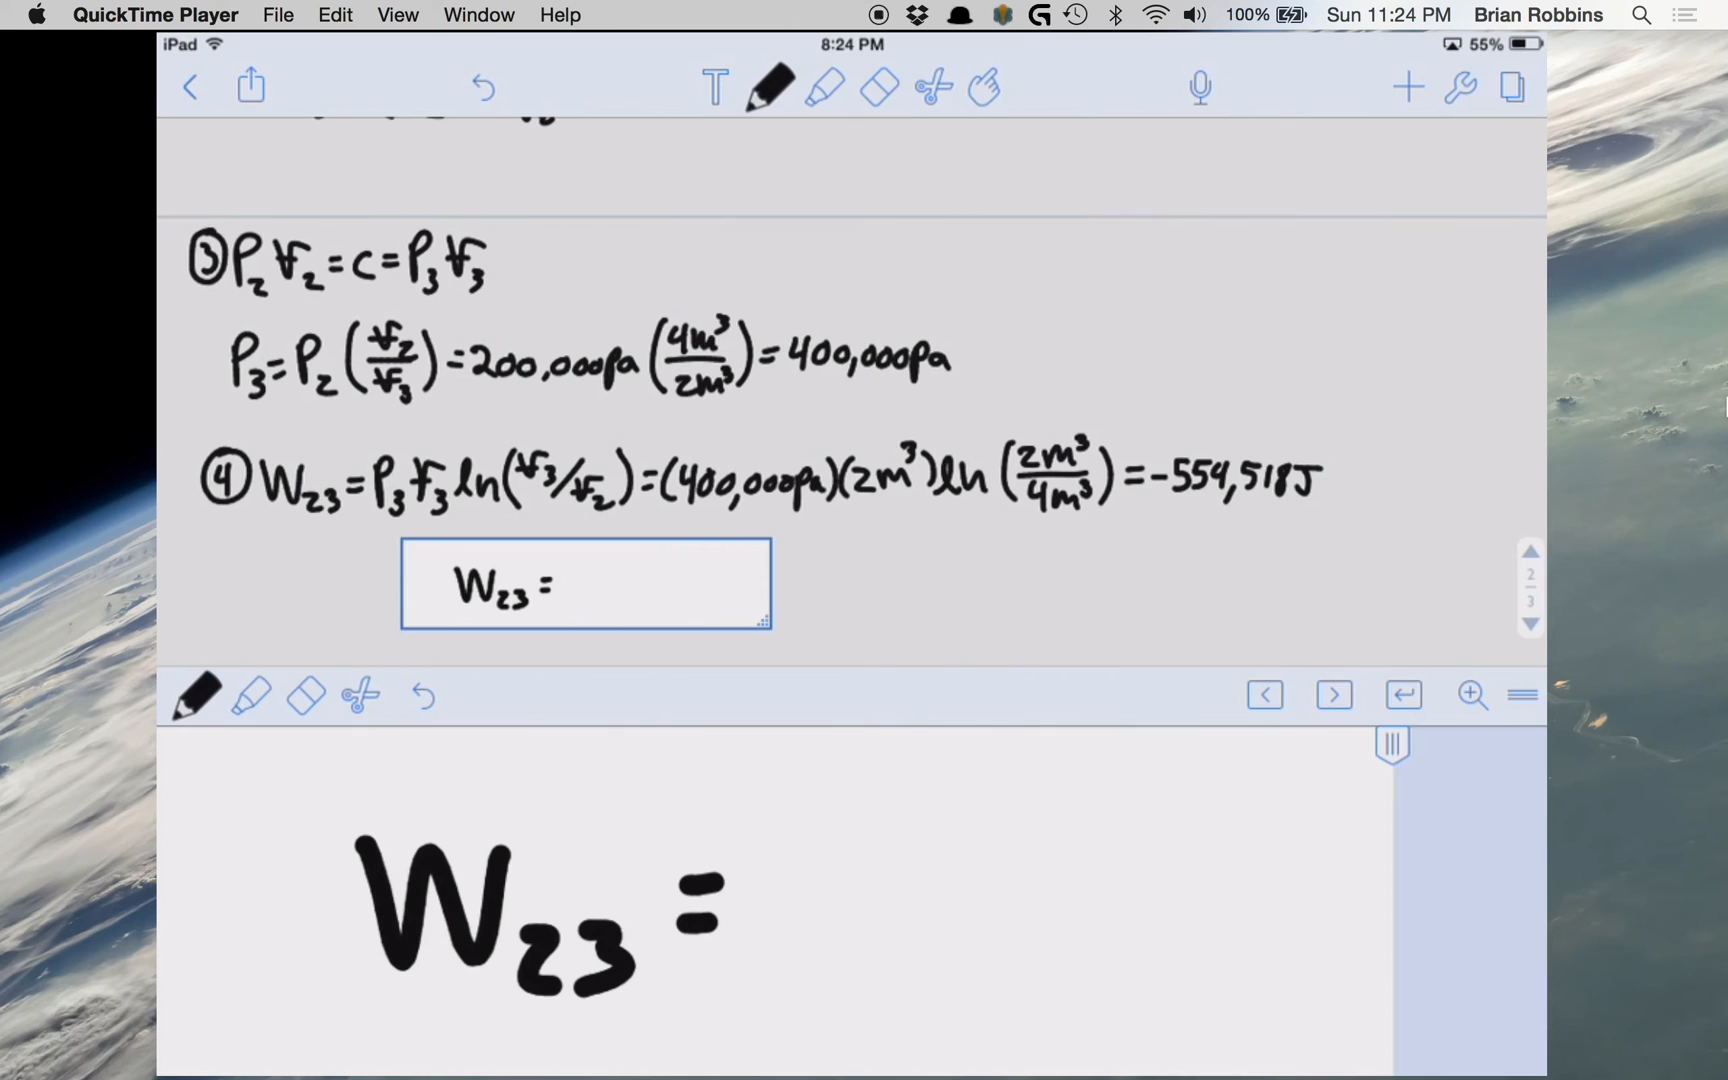 QuickTime Player File Edit View Window Help 100% Sun 11:24 PM Brian Robbins
iPad 8:24 PM 55%
T
③ P₂V₂ = C = P₃V₃
P₃ = P₂ (V₂/V₃) = 200,000Pa (4m³/2m³) = 400,000Pa
④ W₂₃ = P₃V₃ ln(V₃/V₂) = (400,000Pa)(2m³) ln (2m³/4m³) = -554,518J
W₂₃ =
2
3
W₂₃ =